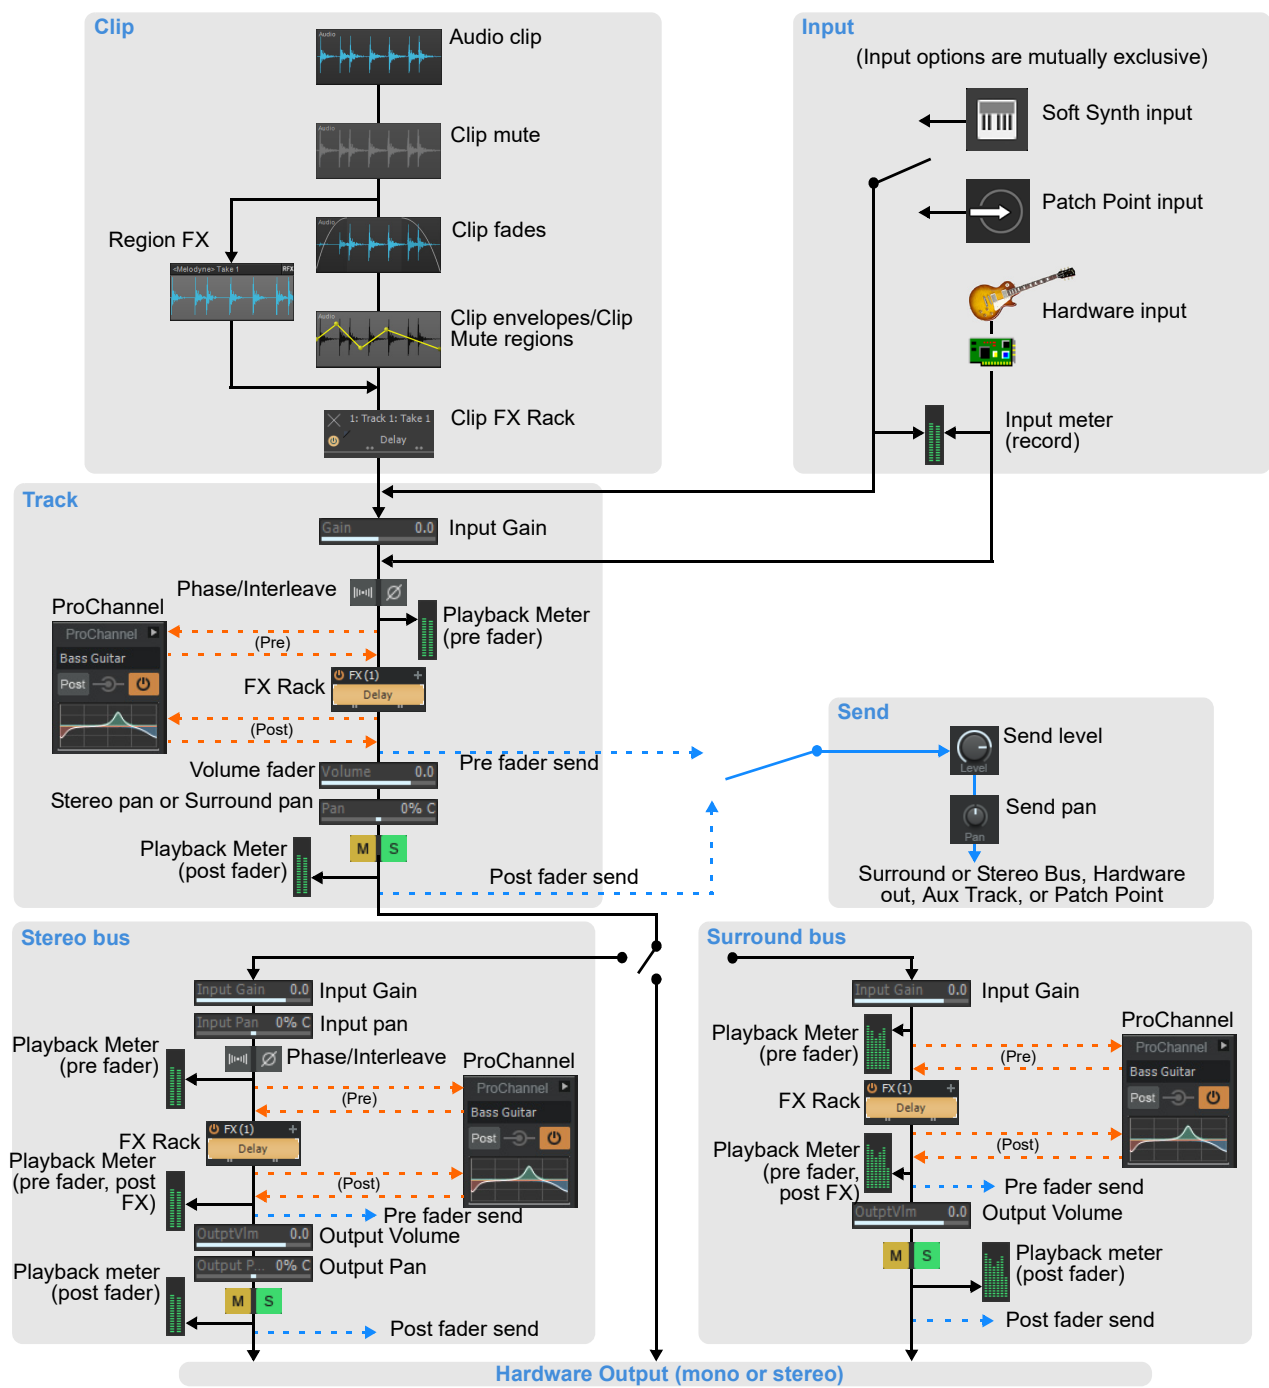 Clip
Audio
Audio clip
Audio
Clip mute
Region FX
<Melodyne> Take 1
RFX
Audio
Clip fades
Audio
Clip envelopes/Clip
Mute regions
1: Track 1: Take 1
Delay
Clip FX Rack
Input
(Input options are mutually exclusive)
Soft Synth input
Patch Point input
Hardware input
Input meter
(record)
Track
Gain 0.0
Input Gain
Phase/Interleave
Ø
Playback Meter
(pre fader)
ProChannel
ProChannel
Bass Guitar
Post
(Pre)
FX Rack
FX (1) +
Delay
(Post)
Pre fader send
Volume fader
Volume 0.0
Stereo pan or Surround pan
Pan 0% C
M S
Playback Meter
(post fader)
Post fader send
Send
Level
Send level
Pan
Send pan
Surround or Stereo Bus, Hardware
out, Aux Track, or Patch Point
Stereo bus
Input Gain 0.0
Input Gain
Input Pan 0% C
Input pan
Ø
Phase/Interleave
Playback Meter
(pre fader)
ProChannel
ProChannel
Bass Guitar
Post
(Pre)
FX Rack
FX (1) +
Delay
(Post)
Playback Meter
(pre fader, post
FX)
Pre fader send
OutptVlm 0.0
Output Volume
Output P... 0% C
Output Pan
M S
Playback meter
(post fader)
Post fader send
Surround bus
Input Gain 0.0
Input Gain
Playback Meter
(pre fader)
ProChannel
ProChannel
Bass Guitar
Post
(Pre)
FX Rack
FX (1) +
Delay
(Post)
Playback Meter
(pre fader,
post FX)
Pre fader send
OutptVlm 0.0
Output Volume
M S
Playback meter
(post fader)
Post fader send
Hardware Output (mono or stereo)